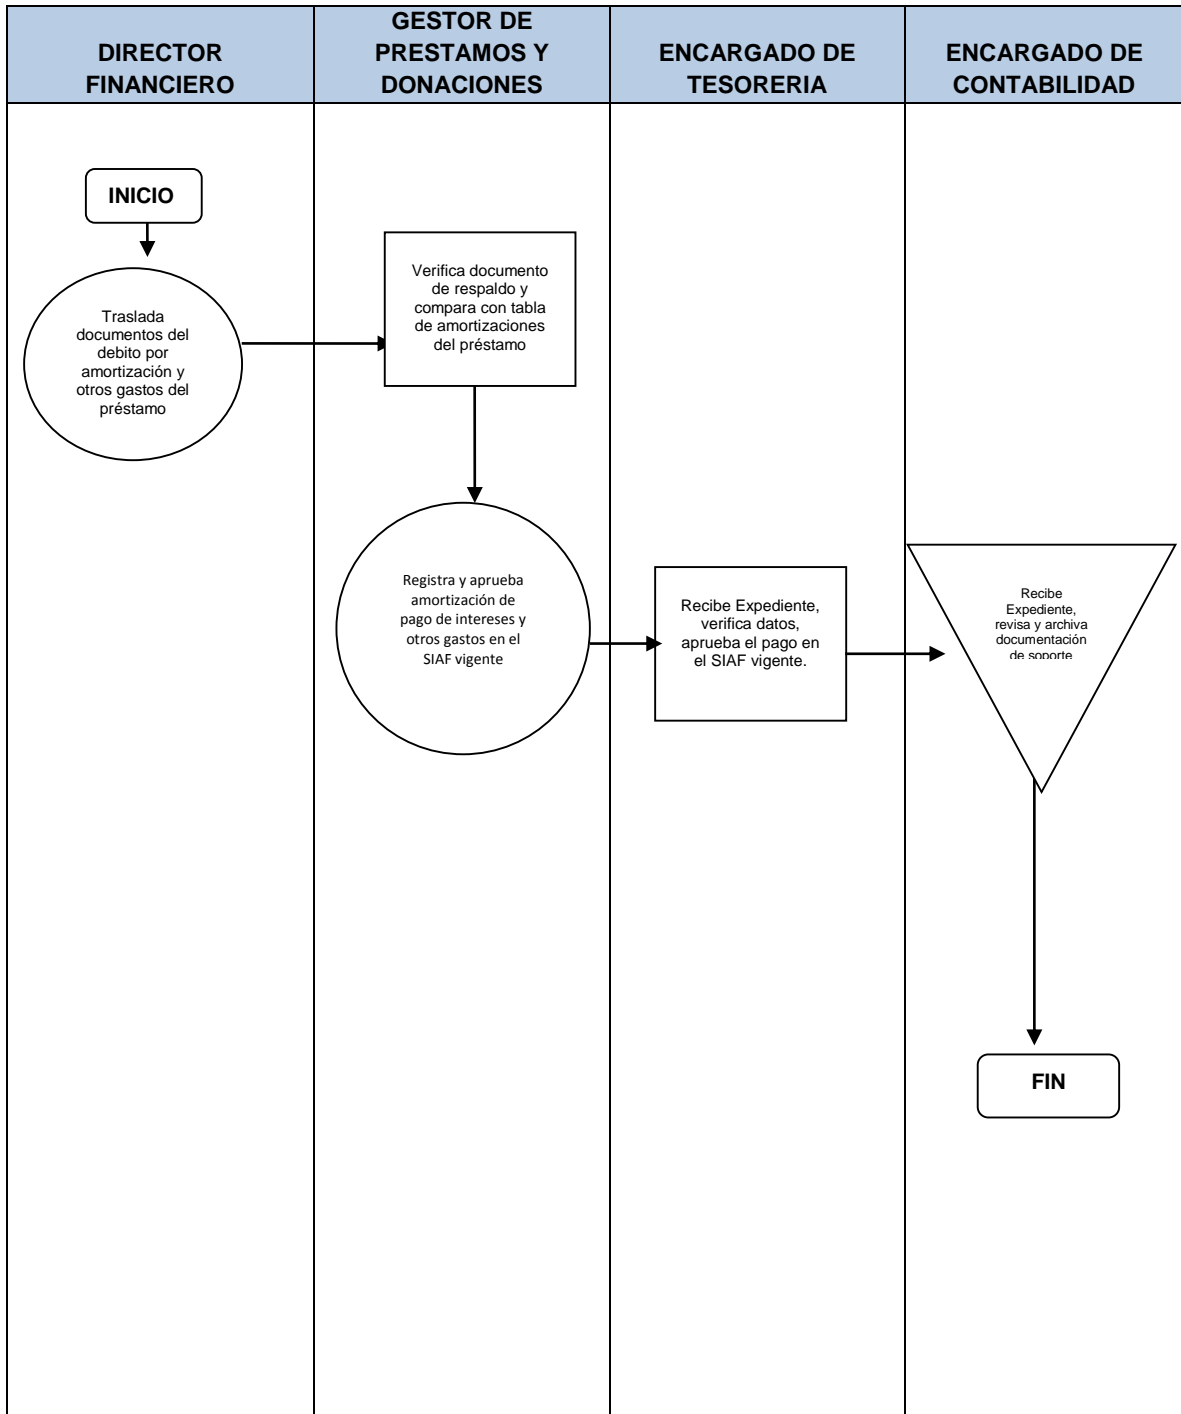 DIRECTOR
FINANCIERO
GESTOR DE
PRESTAMOS Y
DONACIONES
ENCARGADO DE
TESORERIA
ENCARGADO DE
CONTABILIDAD
INICIO
Traslada
documentos del
debito por
amortización y
otros gastos del
préstamo
Verifica documento
de respaldo y
compara con tabla
de amortizaciones
del préstamo
Registra y aprueba
amortización de
pago de intereses y
otros gastos en el
SIAF vigente
Recibe Expediente,
verifica datos,
aprueba el pago en
el SIAF vigente.
Recibe
Expediente,
revisa y archiva
documentación
de soporte
FIN